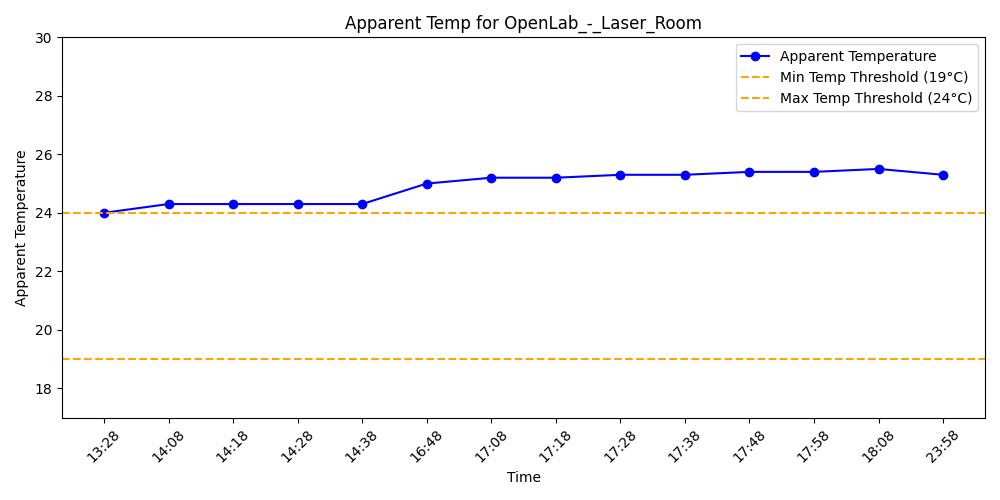 Apparent Temp for OpenLab_-_Laser_Room
Apparent Temperature
Min Temp Threshold (19°C)
Max Temp Threshold (24°C)
Apparent Temperature
30
28
26
24
22
20
18
13:28 14:08 14:18 14:28 14:38 16:48 17:08 17:18 17:28 17:38 17:48 17:58 18:08 23:58
Time